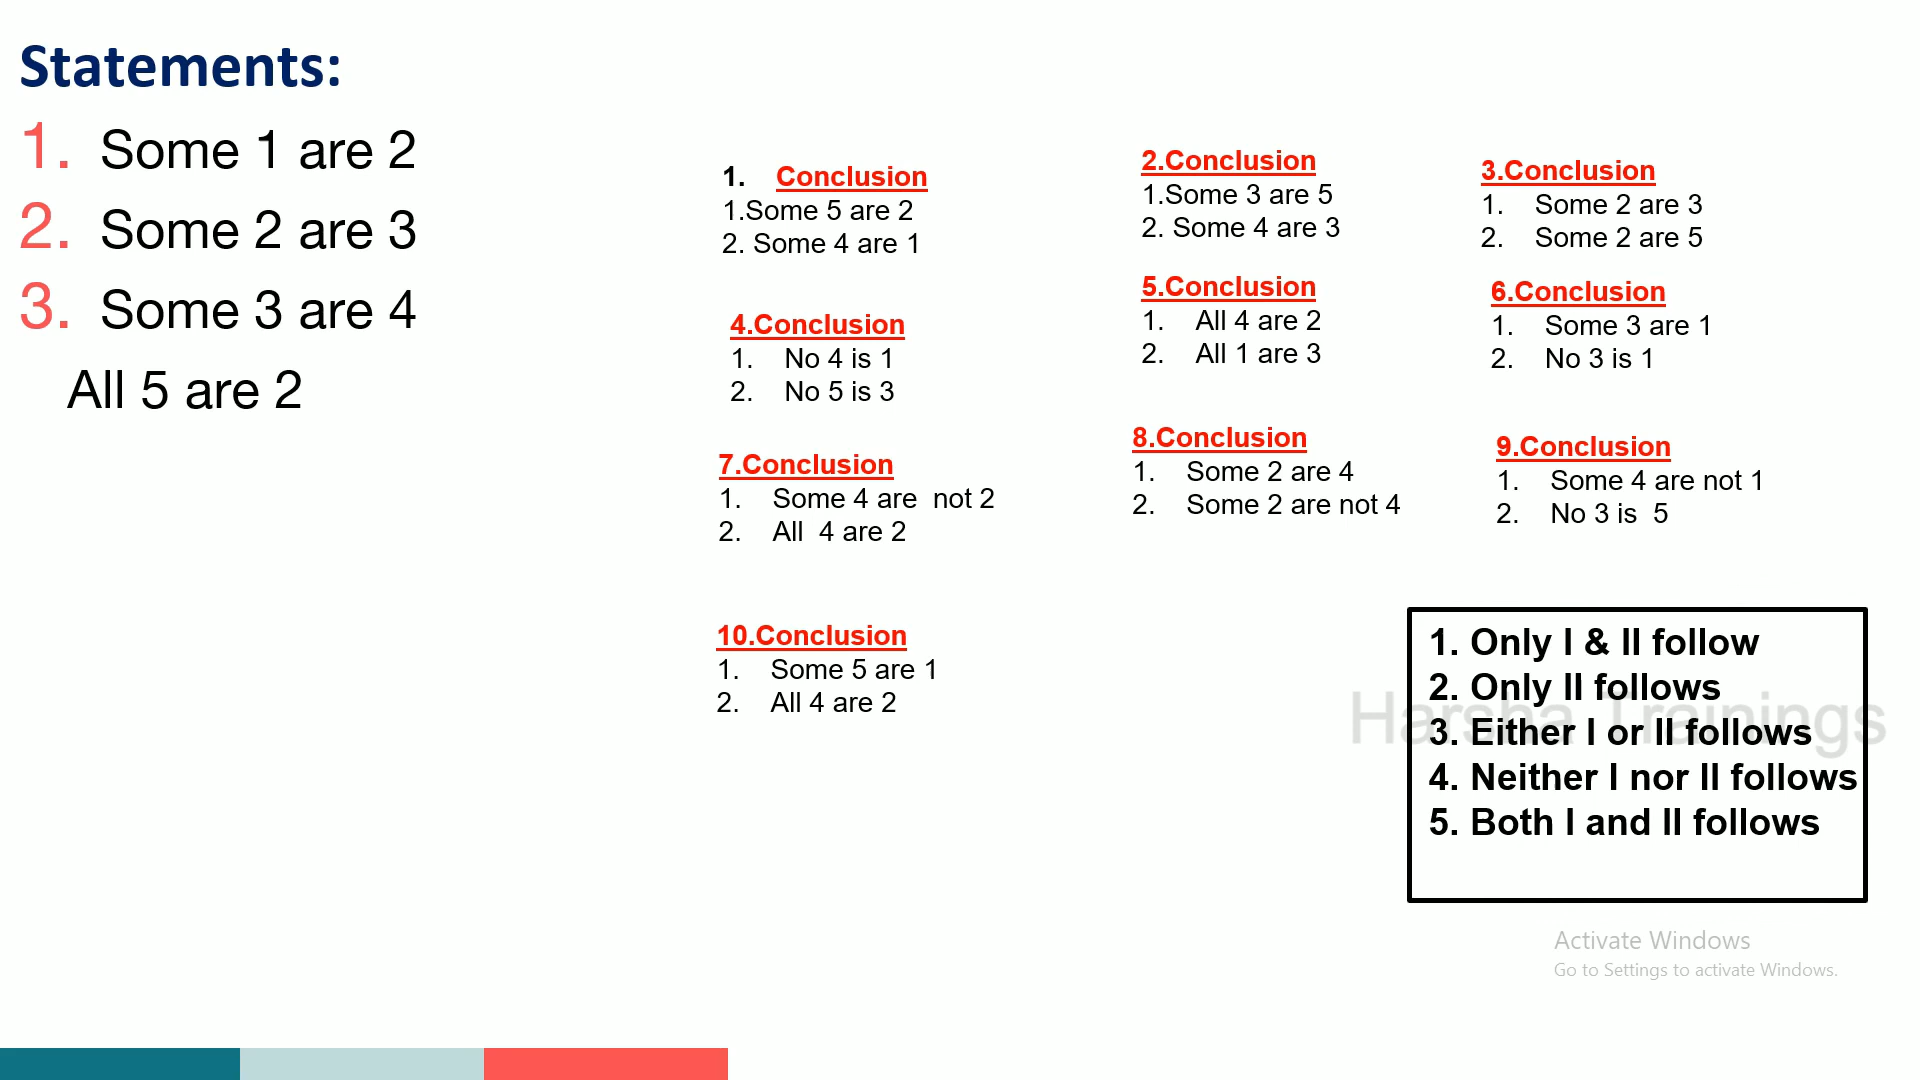 Statements:
1. Some 1 are 2
2. Some 2 are 3
3. Some 3 are 4
All 5 are 2
1. Conclusion
1.Some 5 are 2
2. Some 4 are 1
2.Conclusion
1.Some 3 are 5
2. Some 4 are 3
3.Conclusion
1. Some 2 are 3
2. Some 2 are 5
4.Conclusion
1. No 4 is 1
2. No 5 is 3
5.Conclusion
1. All 4 are 2
2. All 1 are 3
6.Conclusion
1. Some 3 are 1
2. No 3 is 1
7.Conclusion
1. Some 4 are not 2
2. All 4 are 2
8.Conclusion
1. Some 2 are 4
2. Some 2 are not 4
9.Conclusion
1. Some 4 are not 1
2. No 3 is 5
10.Conclusion
1. Some 5 are 1
2. All 4 are 2
1. Only I & II follow
2. Only II follows
3. Either I or II follows
4. Neither I nor II follows
5. Both I and II follows
Harsha Trainings
Activate Windows
Go to Settings to activate Windows.